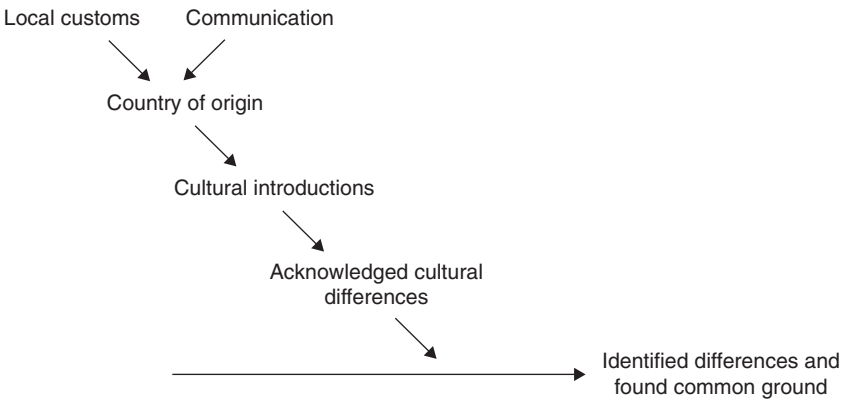 Local customs
Communication
Country of origin
Cultural introductions
Acknowledged cultural
differences
Identified differences and
found common ground